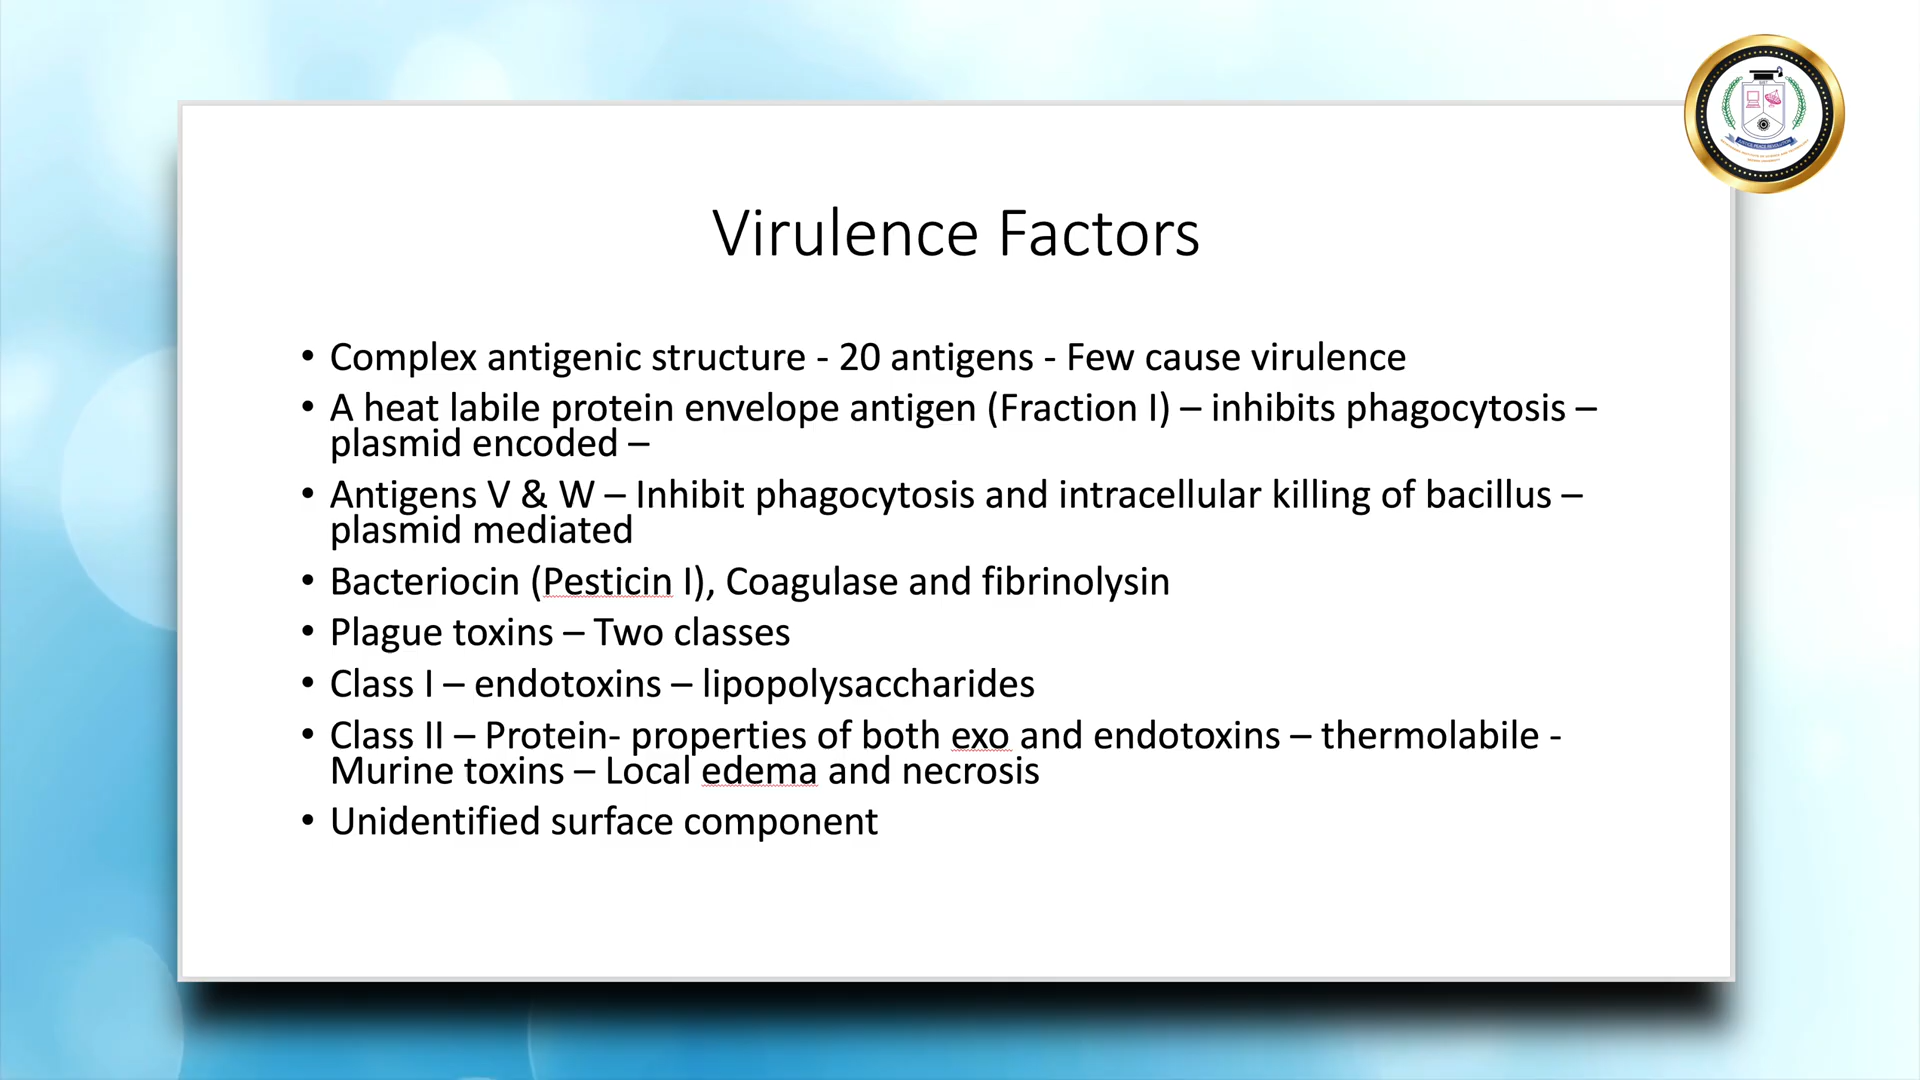 Virulence Factors
• Complex antigenic structure - 20 antigens - Few cause virulence
• A heat labile protein envelope antigen (Fraction I) – inhibits phagocytosis –
plasmid encoded –
• Antigens V & W – Inhibit phagocytosis and intracellular killing of bacillus –
plasmid mediated
• Bacteriocin (Pesticin I), Coagulase and fibrinolysin
• Plague toxins – Two classes
• Class I – endotoxins – lipopolysaccharides
• Class II – Protein- properties of both exo and endotoxins – thermolabile -
Murine toxins – Local edema and necrosis
• Unidentified surface component